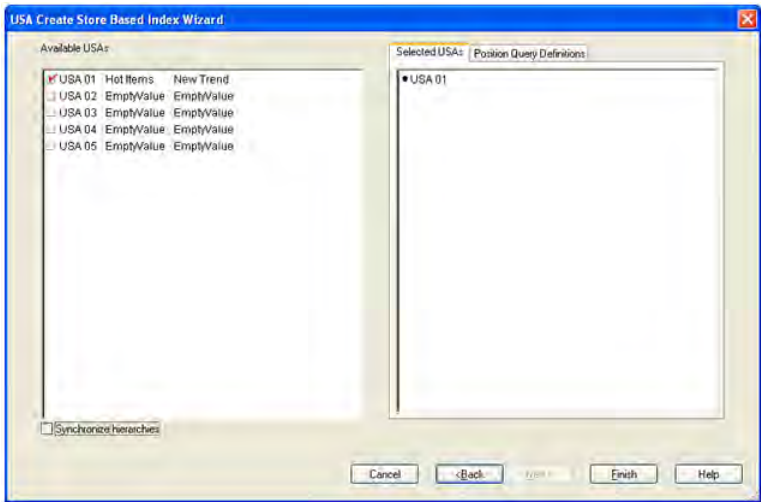 USA Create Store Based Index Wizard
Available USAs
Selected USAs Position Query Definitions
USA 01 Hot Items New Trend
USA 02 EmptyValue EmptyValue
USA 03 EmptyValue EmptyValue
USA 04 EmptyValue EmptyValue
USA 05 EmptyValue EmptyValue
USA 01
Synchronize hierarchies
Cancel <Back Next > Finish Help